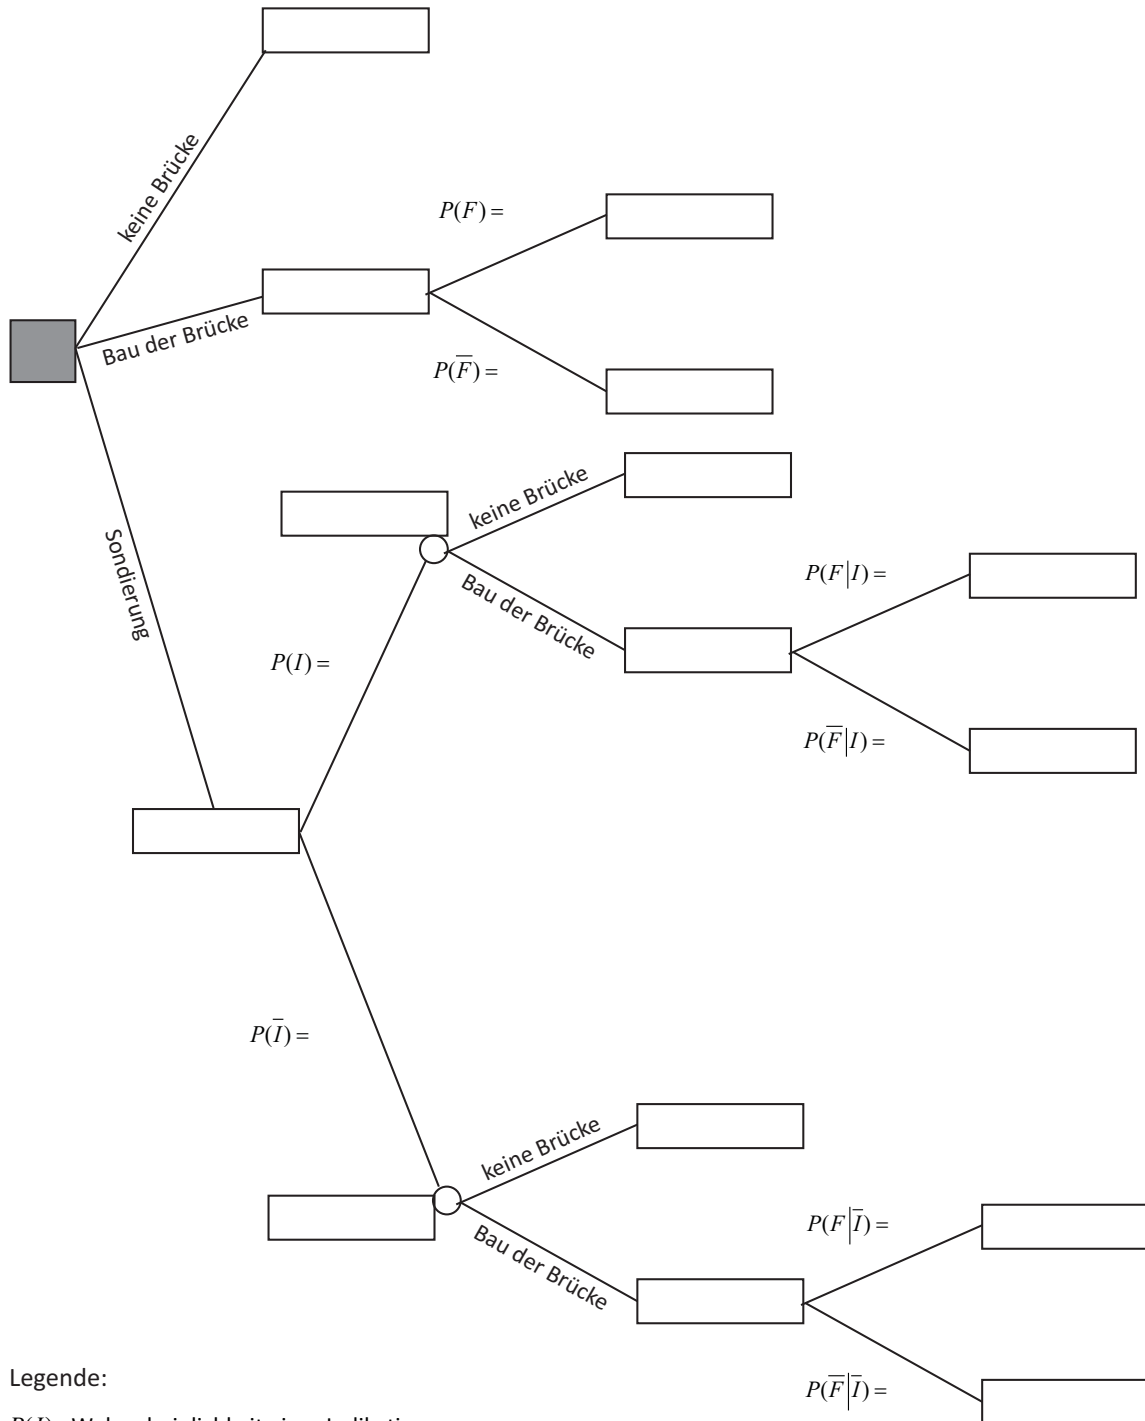 keine Brücke
P(F) =
Bau der Brücke
P(F̅) =
keine Brücke
Sondierung
P(F|I) =
Bau der Brücke
P(I) =
P(F̅|I) =
P(I̅) =
keine Brücke
P(F|I̅) =
Bau der Brücke
Legende:
P(F̅|I̅) =